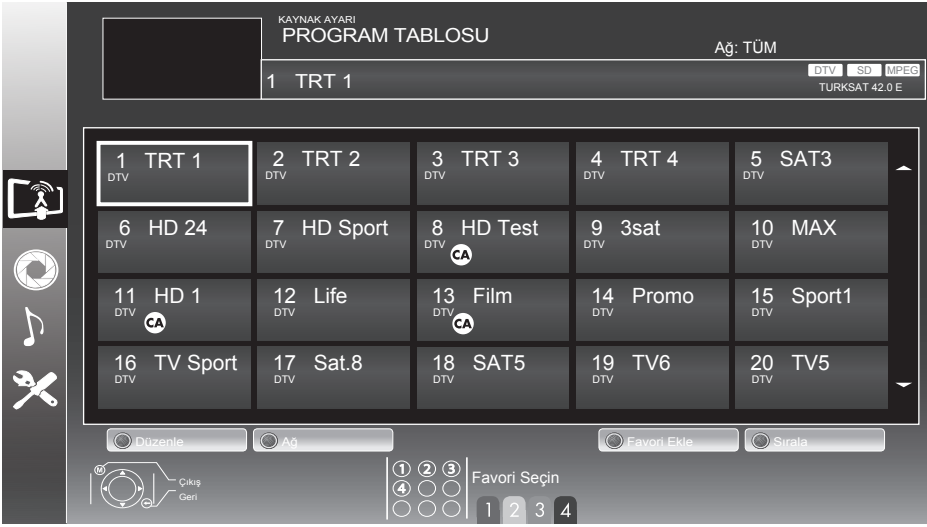 KAYNAK AYARI
PROGRAM TABLOSU
Ağ: TÜM
1 TRT 1
DTV SD MPEG
TURKSAT 42.0 E
1 TRT 1 2 TRT 2 3 TRT 3 4 TRT 4 5 SAT3
DTV DTV DTV DTV DTV
6 HD 24 7 HD Sport 8 HD Test 9 3sat 10 MAX
DTV DTV DTV DTV DTV
CA
11 HD 1 12 Life 13 Film 14 Promo 15 Sport1
DTV DTV DTV DTV DTV
CA CA
16 TV Sport 17 Sat.8 18 SAT5 19 TV6 20 TV5
DTV DTV DTV DTV DTV
Düzenle Ağ Favori Ekle Sırala
M
Çıkış
Geri
1 2 3
4
Favori Seçin
1 2 3 4